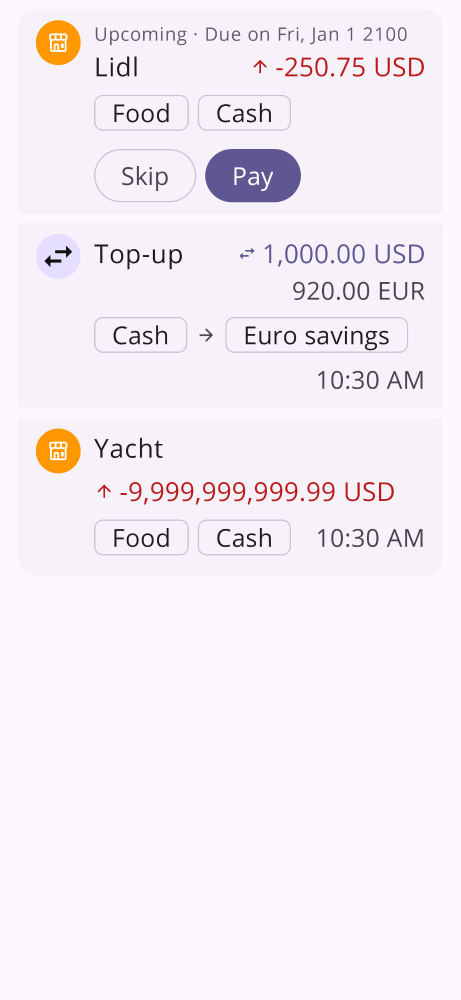 Upcoming · Due on Fri, Jan 1 2100
Lidl -250.75 USD
Food Cash
Skip Pay
Top-up 1,000.00 USD
920.00 EUR
Cash → Euro savings
10:30 AM
Yacht
-9,999,999,999.99 USD
Food Cash 10:30 AM